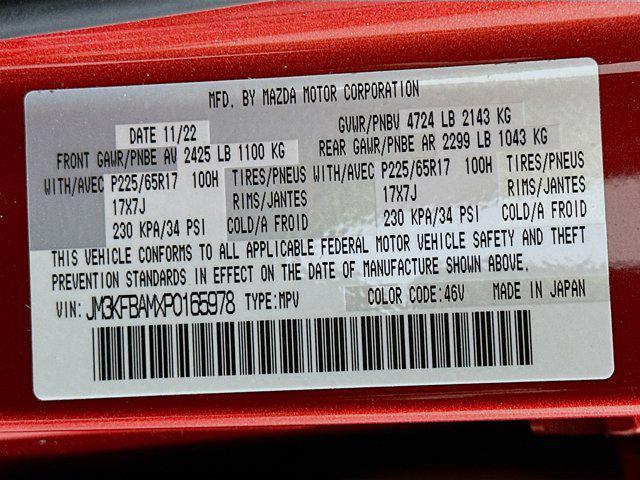 MFD. BY MAZDA MOTOR CORPORATION
DATE 11/22 GVWR/PNBV 4724 LB 2143 KG
FRONT GAWR/PNBE AV 2425 LB 1100 KG REAR GAWR/PNBE AR 2299 LB 1043 KG
WITH/AVEC P225/65R17 100H TIRES/PNEUS WITH/AVEC P225/65R17 100H TIRES/PNEUS
17X7J RIMS/JANTES 17X7J RIMS/JANTES
230 KPA/34 PSI COLD/A FROID 230 KPA/34 PSI COLD/A FROID
THIS VEHICLE CONFORMS TO ALL APPLICABLE FEDERAL MOTOR VEHICLE SAFETY AND THEFT
PREVENTION STANDARDS IN EFFECT ON THE DATE OF MANUFACTURE SHOWN ABOVE.
VIN: JM3KFBAMXP0165978 TYPE:MPV COLOR CODE:46V MADE IN JAPAN